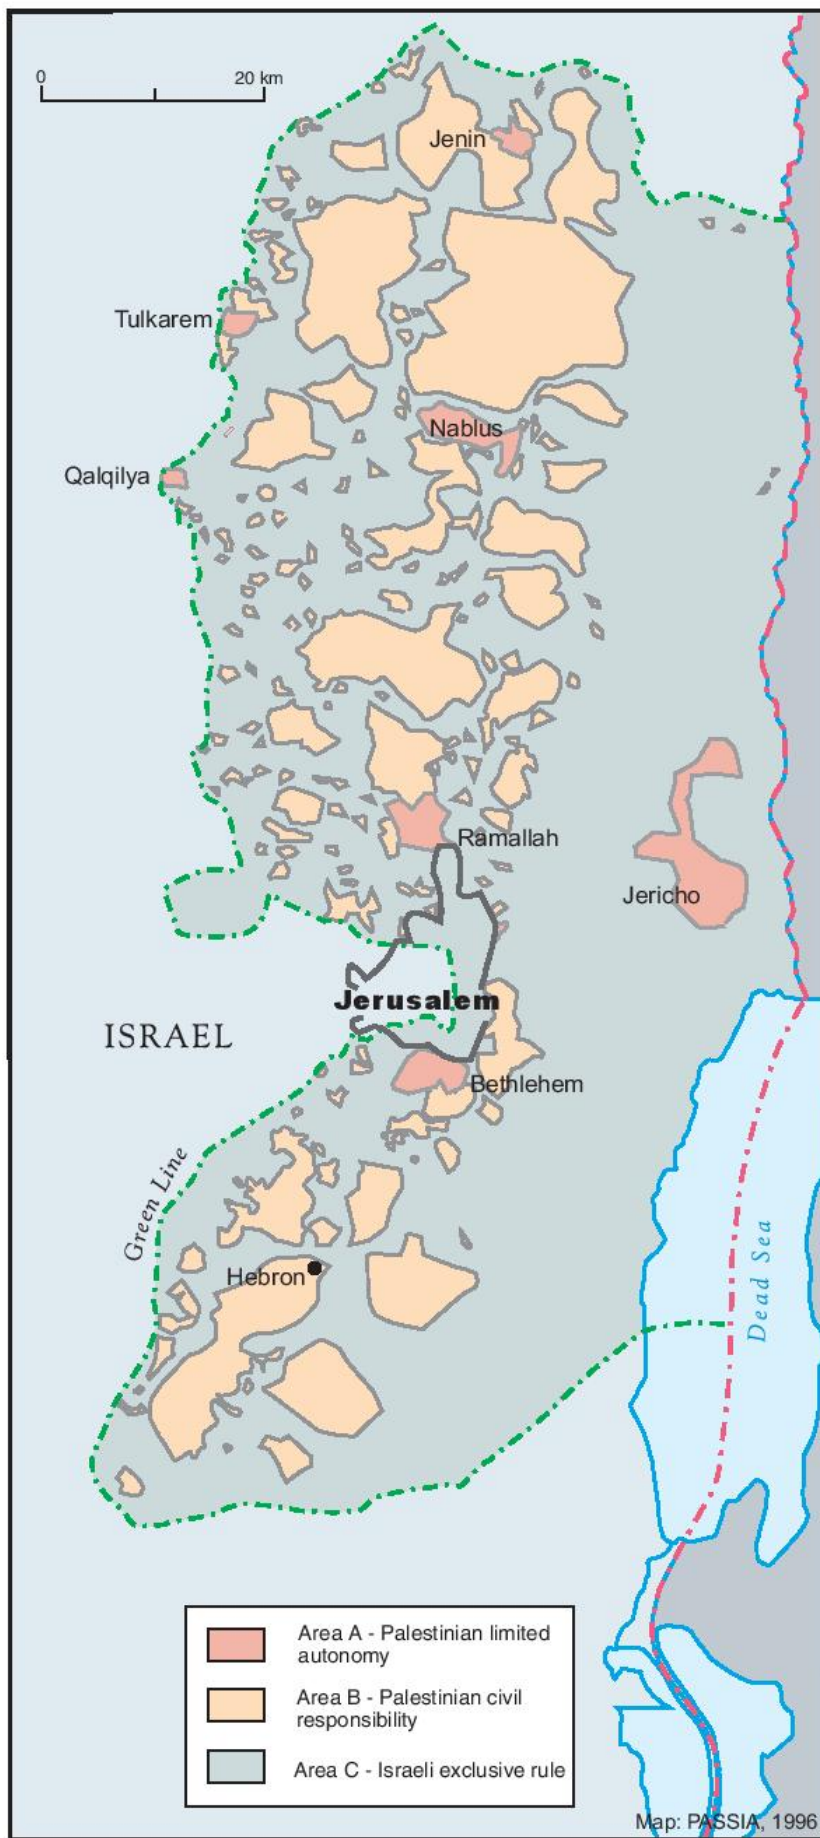 0
20 km
Jenin
Tulkarem
Nablus
Qalqilya
Ramallah
Jericho
Jerusalem
ISRAEL
Bethlehem
Green Line
Dead Sea
Hebron
Area A - Palestinian limited
autonomy
Area B - Palestinian civil
responsibility
Area C - Israeli exclusive rule
Map: PASSIA, 1996